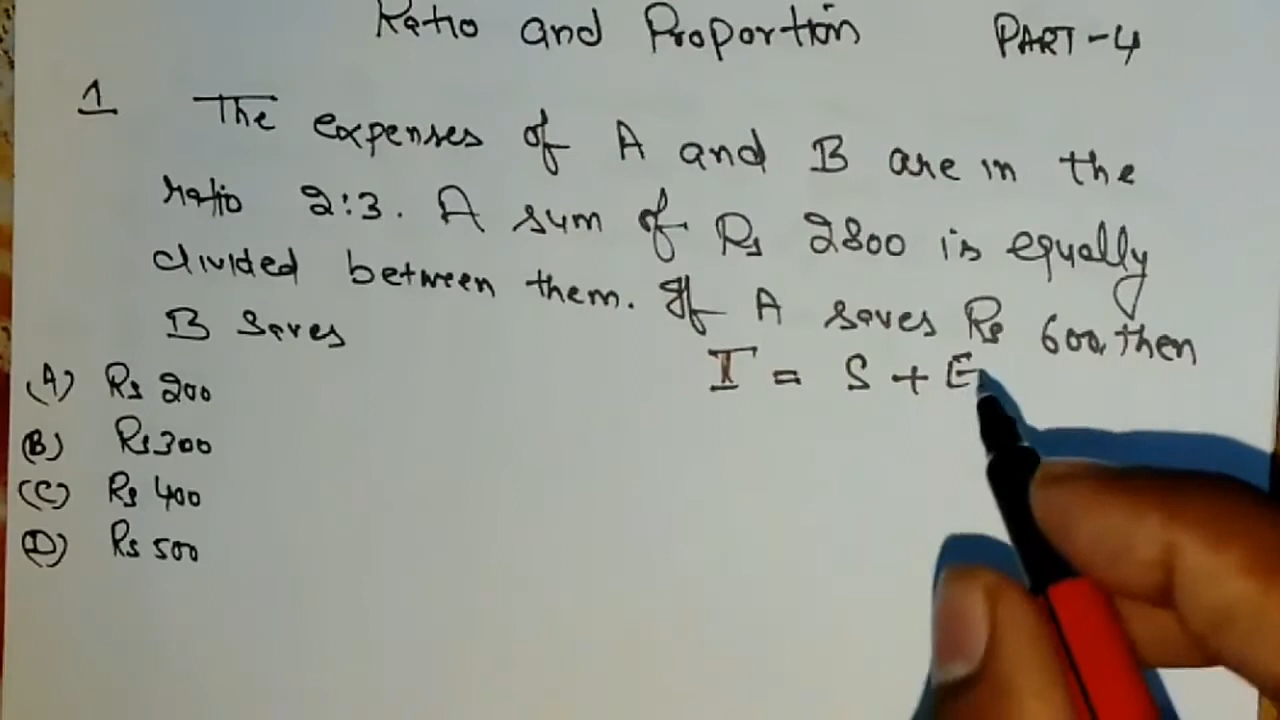 Ratio and Proportion PART-4
1 The expenses of A and B are in the
ratio 2:3. A sum of Rs 2800 is equally
divided between them. If A saves Rs 600, then
B saves
I = S + E
(A) Rs 200
(B) Rs 300
(C) Rs 400
(D) Rs 500